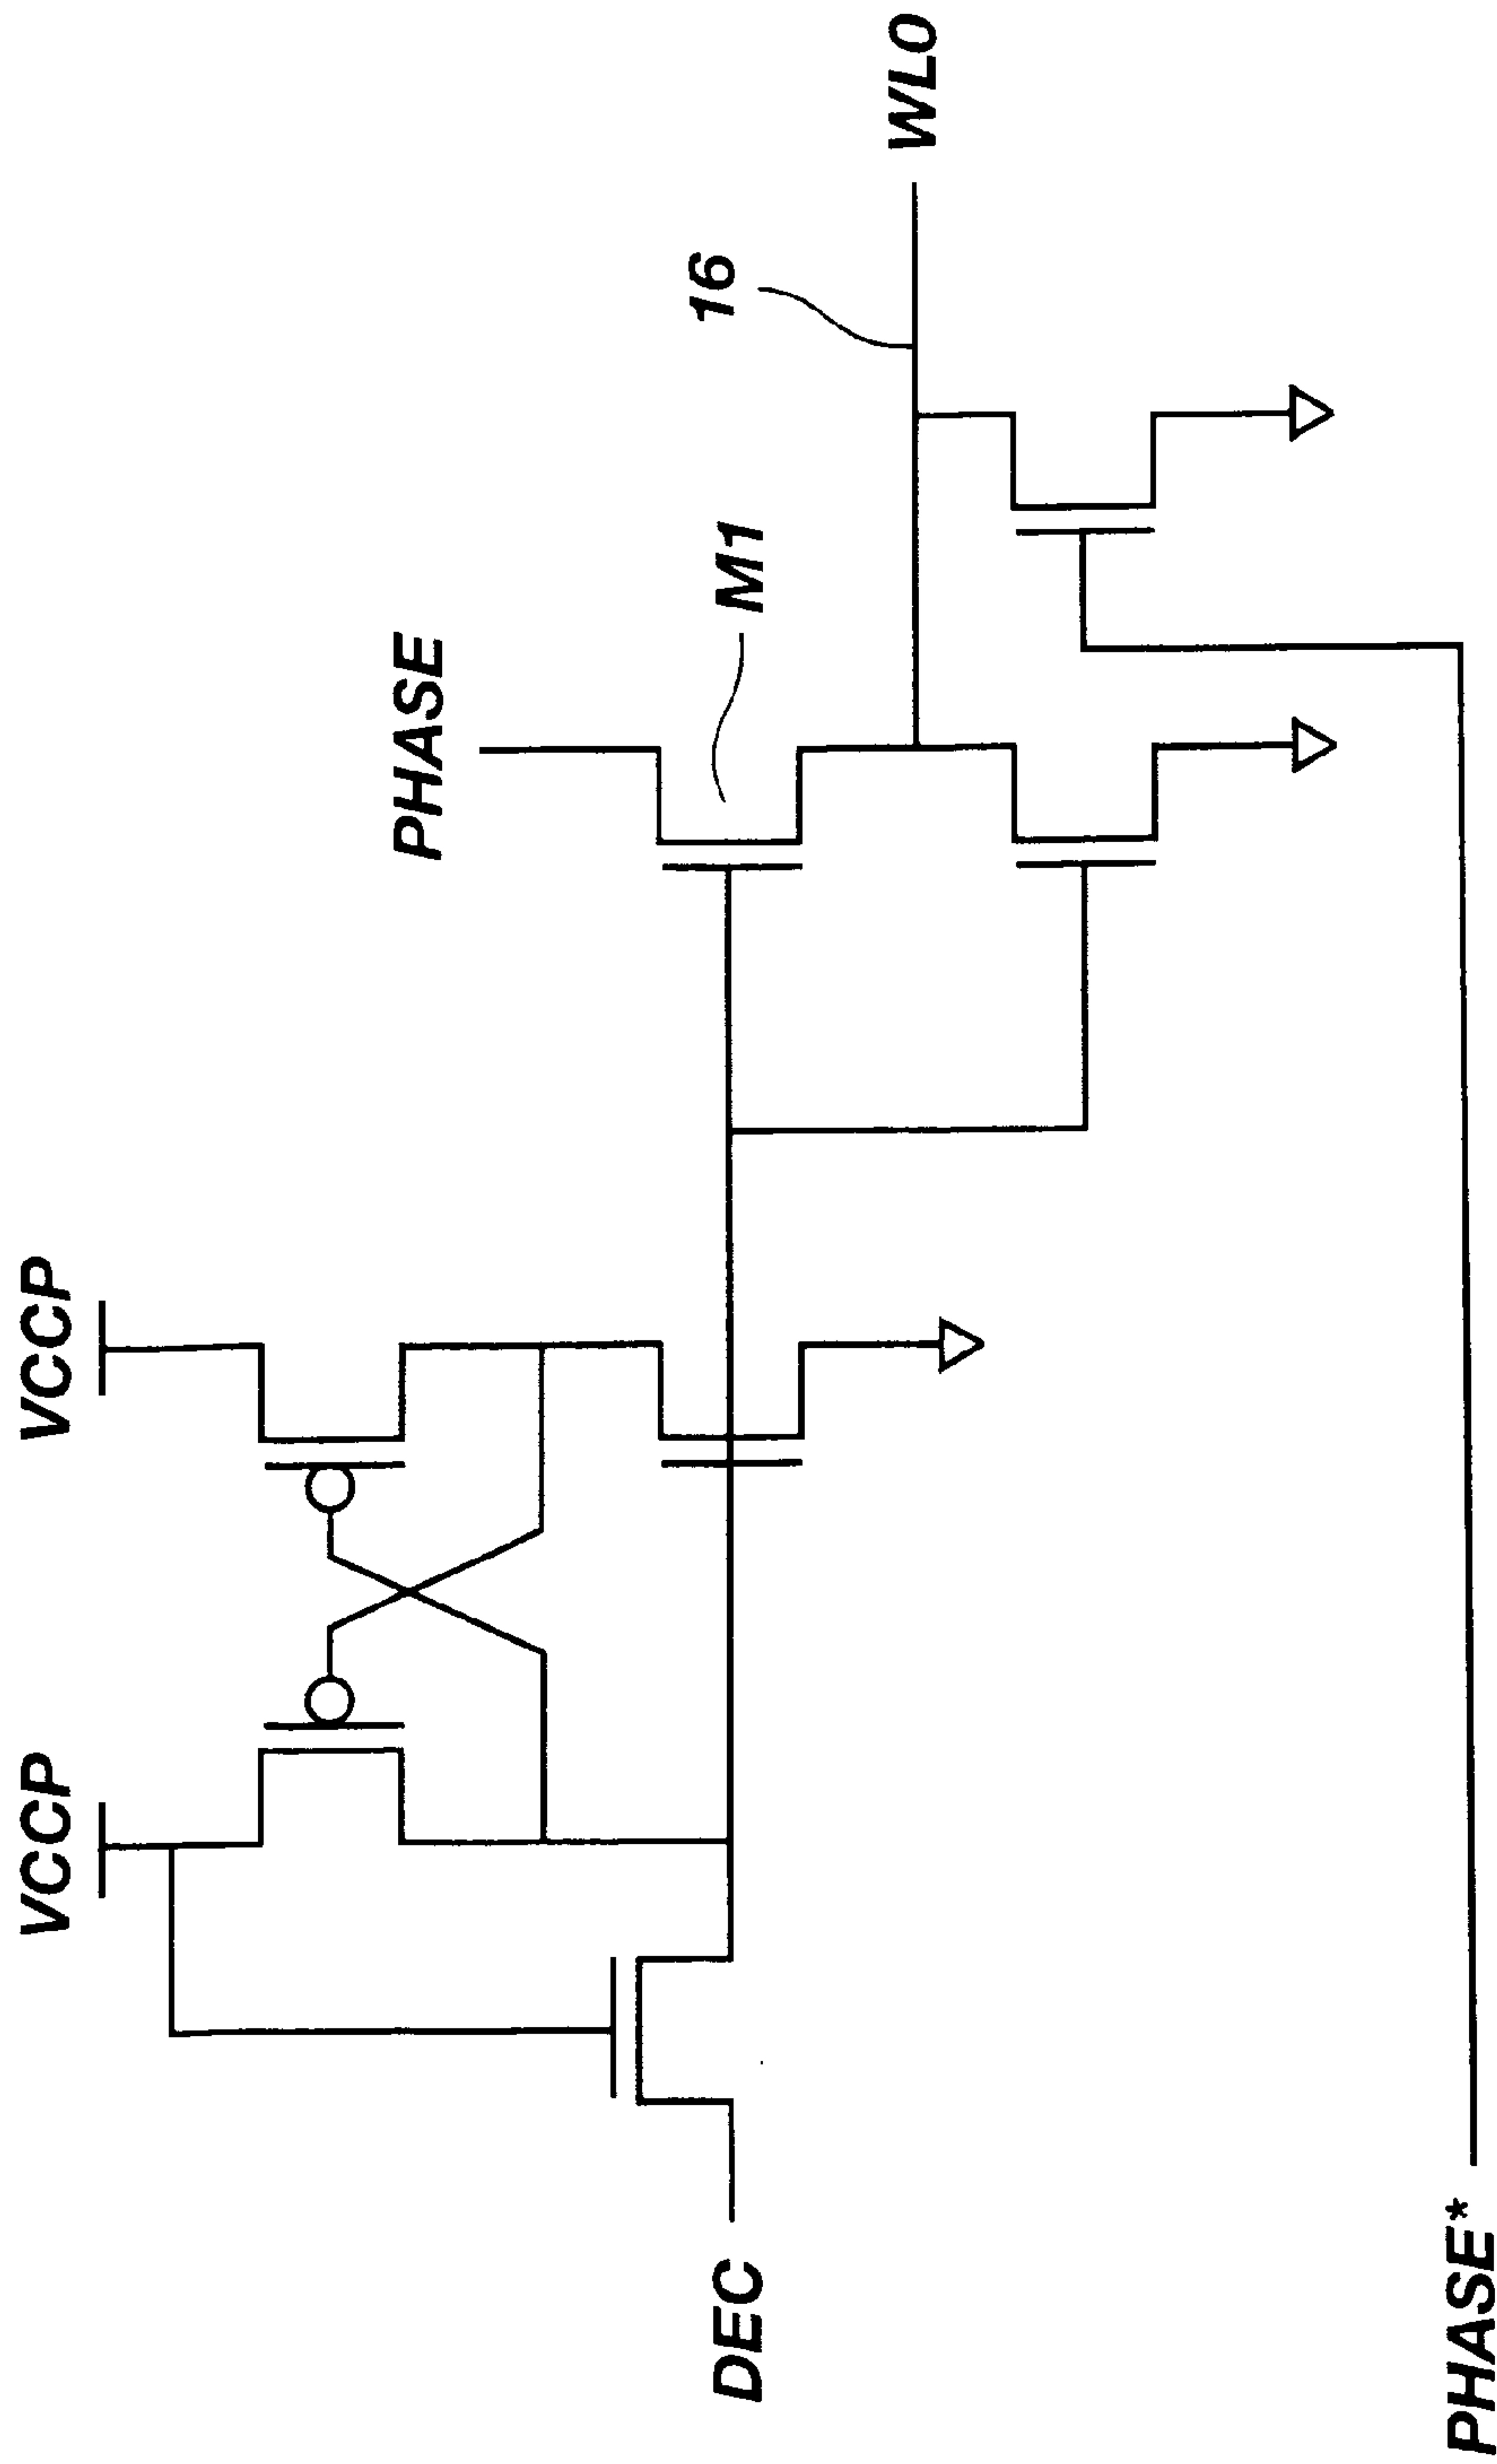 VCCP
VCCP
PHASE
M1
16
WL0
DEC
PHASE*